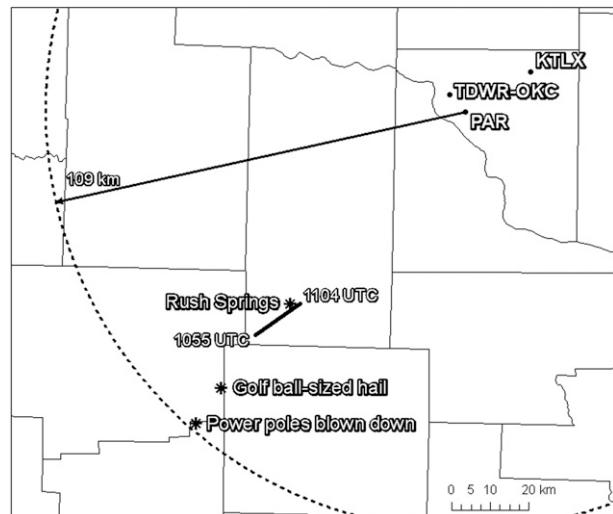 KTLX
TDWR-OKC
PAR
109 km
Rush Springs
1104 UTC
1055 UTC
Golf ball-sized hail
Power poles blown down
0 5 10 20 km